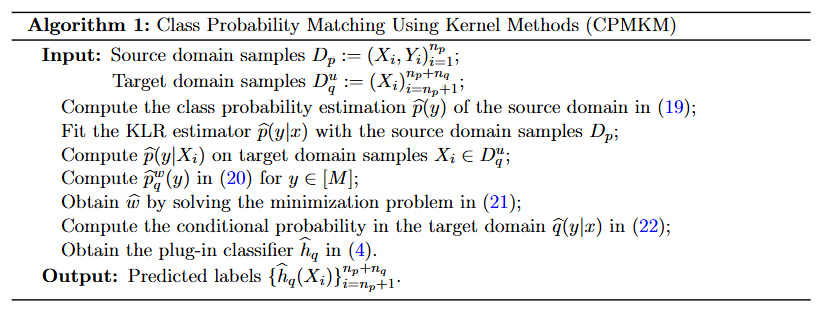 Algorithm 1: Class Probability Matching Using Kernel Methods (CPMKM)
Input: Source domain samples $D_p := (X_i, Y_i)_{i=1}^{n_p}$;
Target domain samples $D_q^u := (X_i)_{i=n_p+1}^{n_p+n_q}$;
Compute the class probability estimation $\widehat{p}(y)$ of the source domain in (19);
Fit the KLR estimator $\widehat{p}(y|x)$ with the source domain samples $D_p$;
Compute $\widehat{p}(y|X_i)$ on target domain samples $X_i \in D_q^u$;
Compute $\widehat{p}_q^w(y)$ in (20) for $y \in [M]$;
Obtain $\widehat{w}$ by solving the minimization problem in (21);
Compute the conditional probability in the target domain $\widehat{q}(y|x)$ in (22);
Obtain the plug-in classifier $\widehat{h}_q$ in (4).
Output: Predicted labels $\{\widehat{h}_q(X_i)\}_{i=n_p+1}^{n_p+n_q}$.